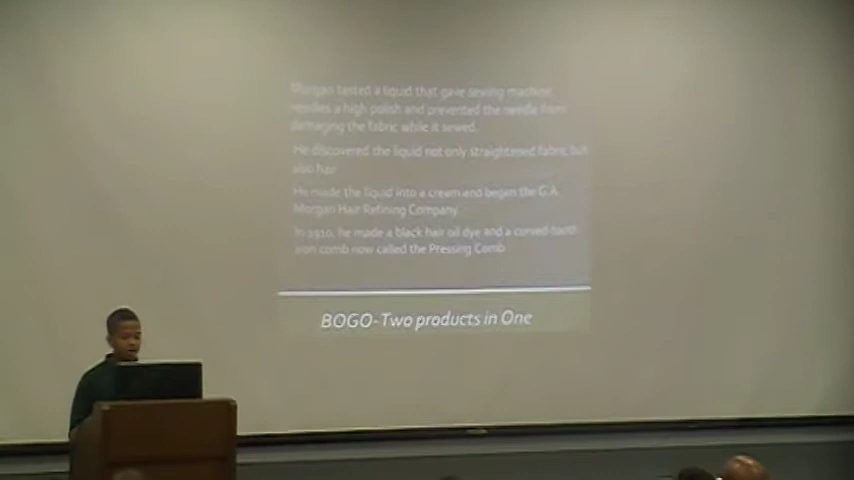 Morgan tested a liquid that gave sewing machine
needles a high polish and prevented the needle from
damaging the fabric while it sewed.
He discovered the liquid not only straightened fabric but
also hair.
He made the liquid into a cream and began the G.A.
Morgan Hair Refining Company.
In 1910, he made a black hair oil dye and a curved-tooth
iron comb now called the Pressing Comb
BOGO-Two products in One